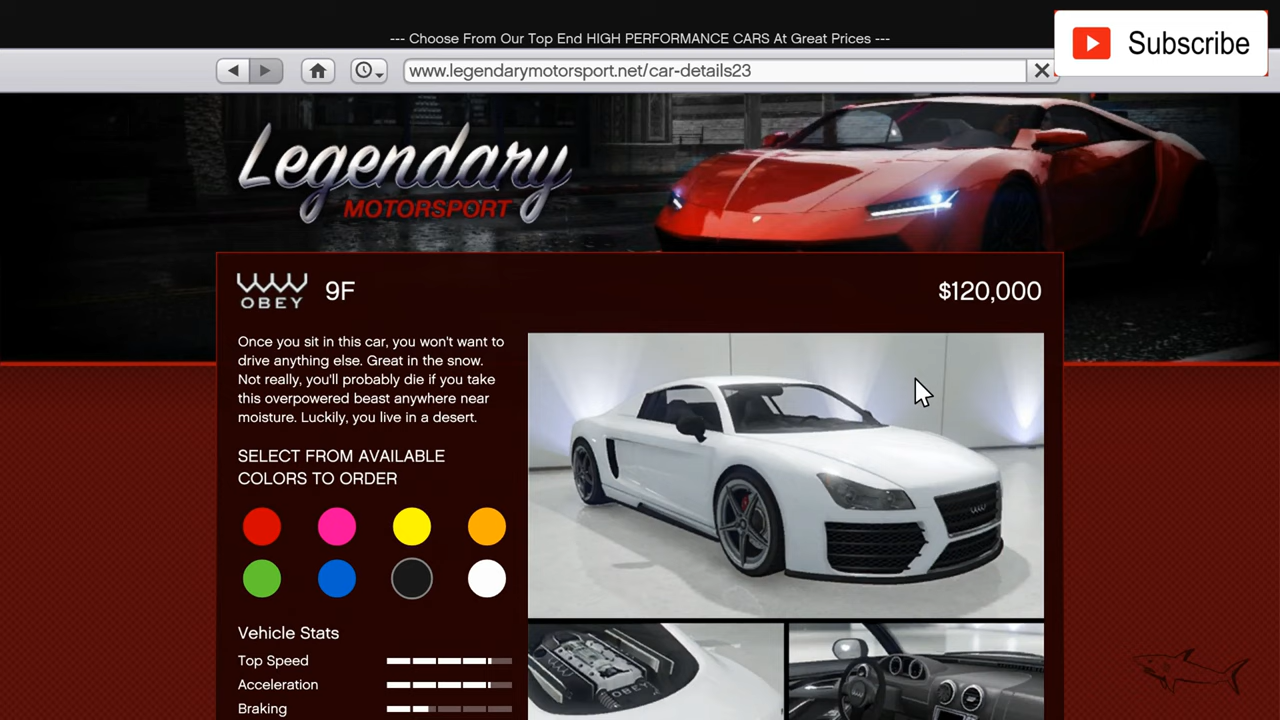 --- Choose From Our Top End HIGH PERFORMANCE CARS At Great Prices ---
Subscribe
www.legendarymotorsport.net/car-details23
Legendary
MOTORSPORT
OBEY
9F
$120,000
Once you sit in this car, you won't want to
drive anything else. Great in the snow.
Not really, you'll probably die if you take
this overpowered beast anywhere near
moisture. Luckily, you live in a desert.
SELECT FROM AVAILABLE
COLORS TO ORDER
Vehicle Stats
Top Speed
Acceleration
Braking
OBEY